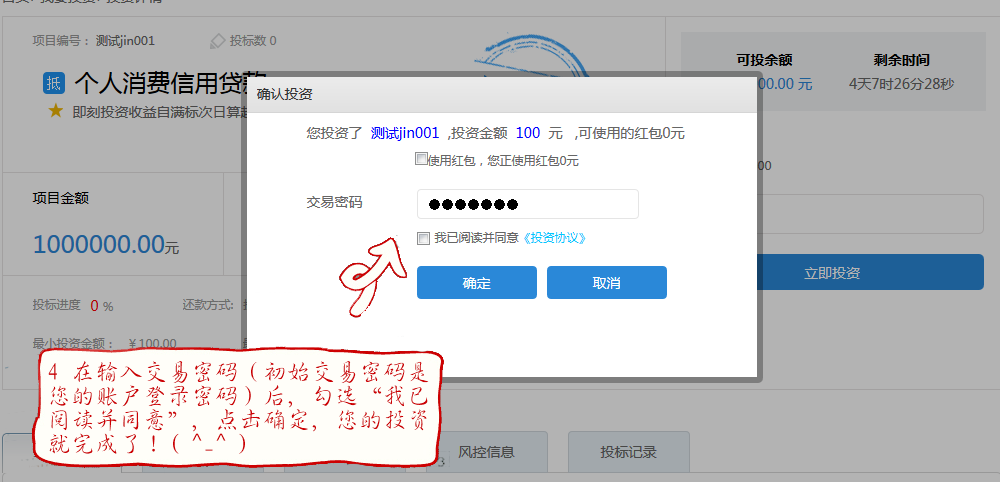 项目编号： 测试jin001
投标数 0
抵 个人消费信用贷款
即刻投资收益自满标次日算起
可投余额
剩余时间
00.00 元
4天7时26分28秒
确认投资
您投资了 测试jin001 ,投资金额 100 元 ,可使用的红包0元
使用红包，您正使用红包0元
项目金额
1000000.00元
交易密码
我已阅读并同意《投资协议》
确定
取消
立即投资
投标进度 0 %
还款方式:
最小投资金额： ￥100.00
4 在输入交易密码（初始交易密码是
您的账户登录密码）后，勾选“我已
阅读并同意”，点击确定，您的投资
就完成了！( ^_^ )
风控信息
投标记录